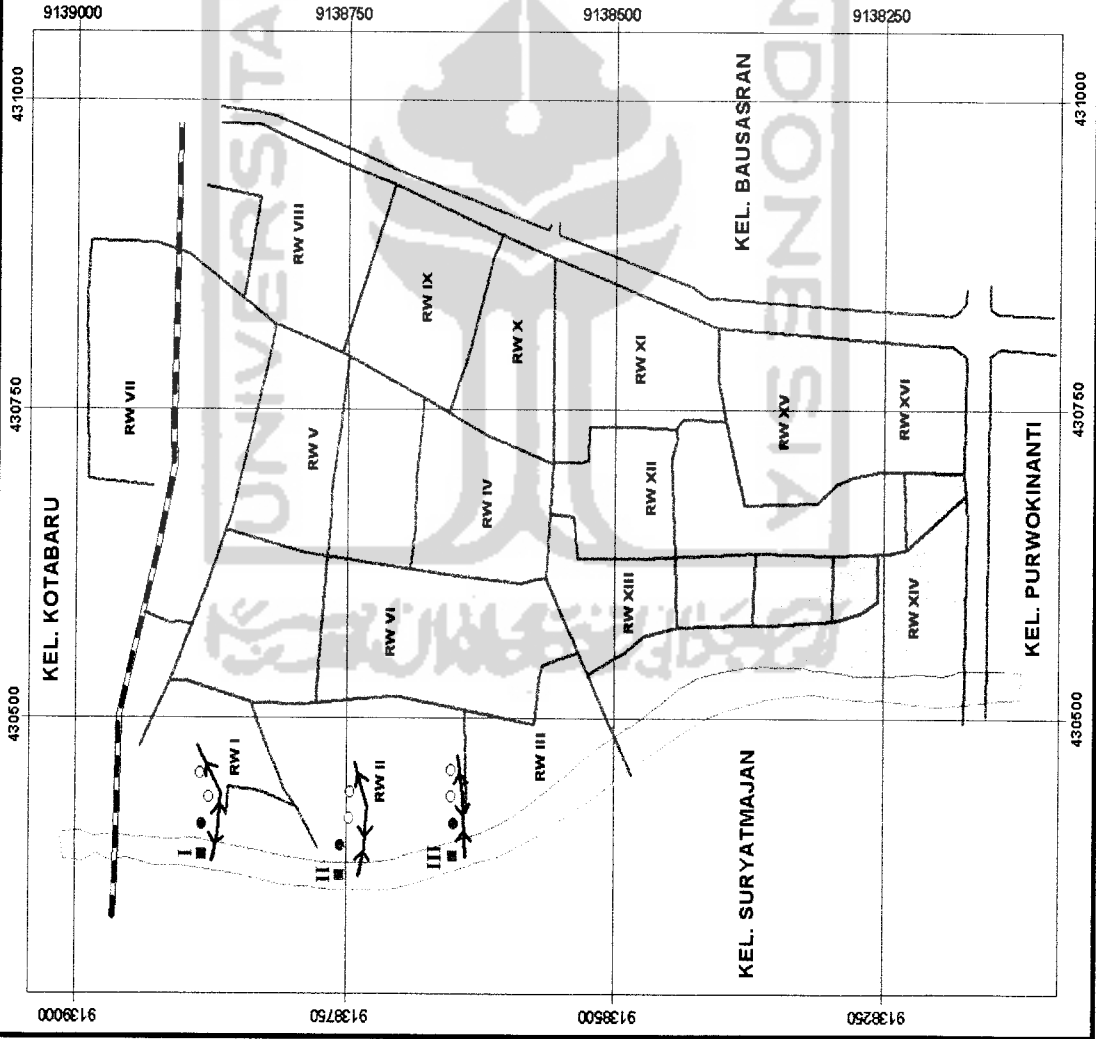 9139000
9138750
9138500
9138250
431000
431000
430750
430750
430500
430500
9139000
9138750
9138500
9138250
KEL. KOTABARU
KEL. BAUSASRAN
KEL. PURWOKINANTI
KEL. SURYATMAJAN
RW VII
RW VIII
RW V
RW IX
RW X
RW XI
RW IV
RW VI
RW XII
RW XV
RW XVI
RW XIII
RW XIV
RW I
RW II
RW III
I
II
III
UNIVERSITA
INDONESIA